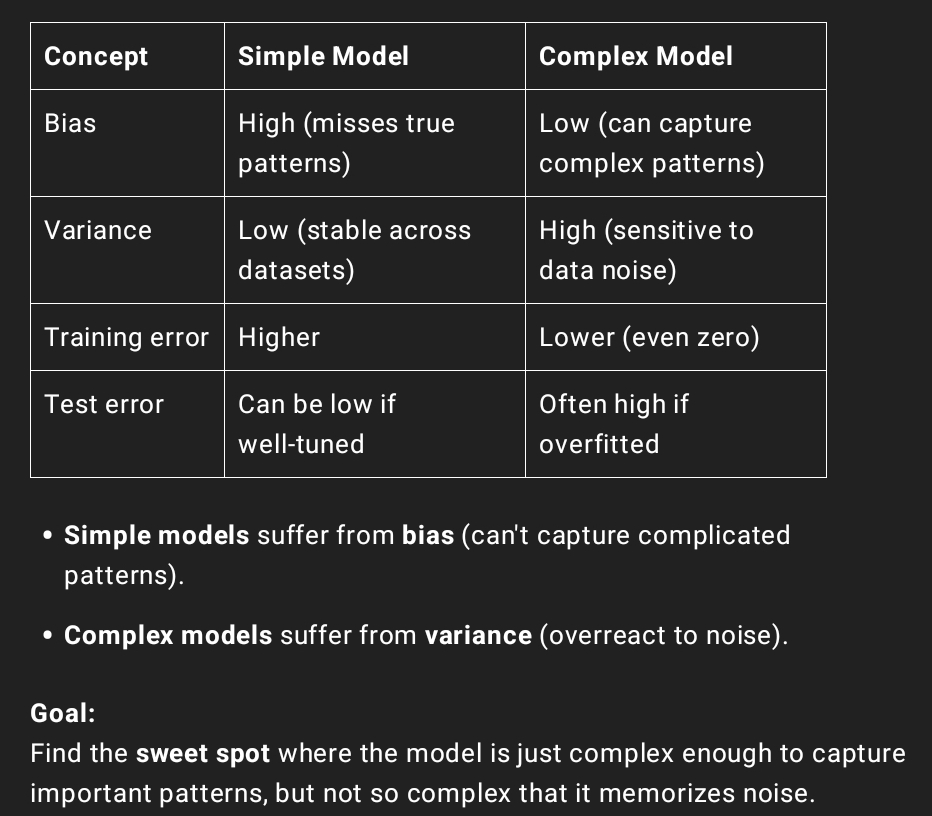 Concept Simple Model Complex Model
Bias High (misses true Low (can capture
patterns) complex patterns)
Variance Low (stable across High (sensitive to
datasets) data noise)
Training error Higher Lower (even zero)
Test error Can be low if Often high if
well-tuned overfitted
• Simple models suffer from bias (can't capture complicated
patterns).
• Complex models suffer from variance (overreact to noise).
Goal:
Find the sweet spot where the model is just complex enough to capture
important patterns, but not so complex that it memorizes noise.